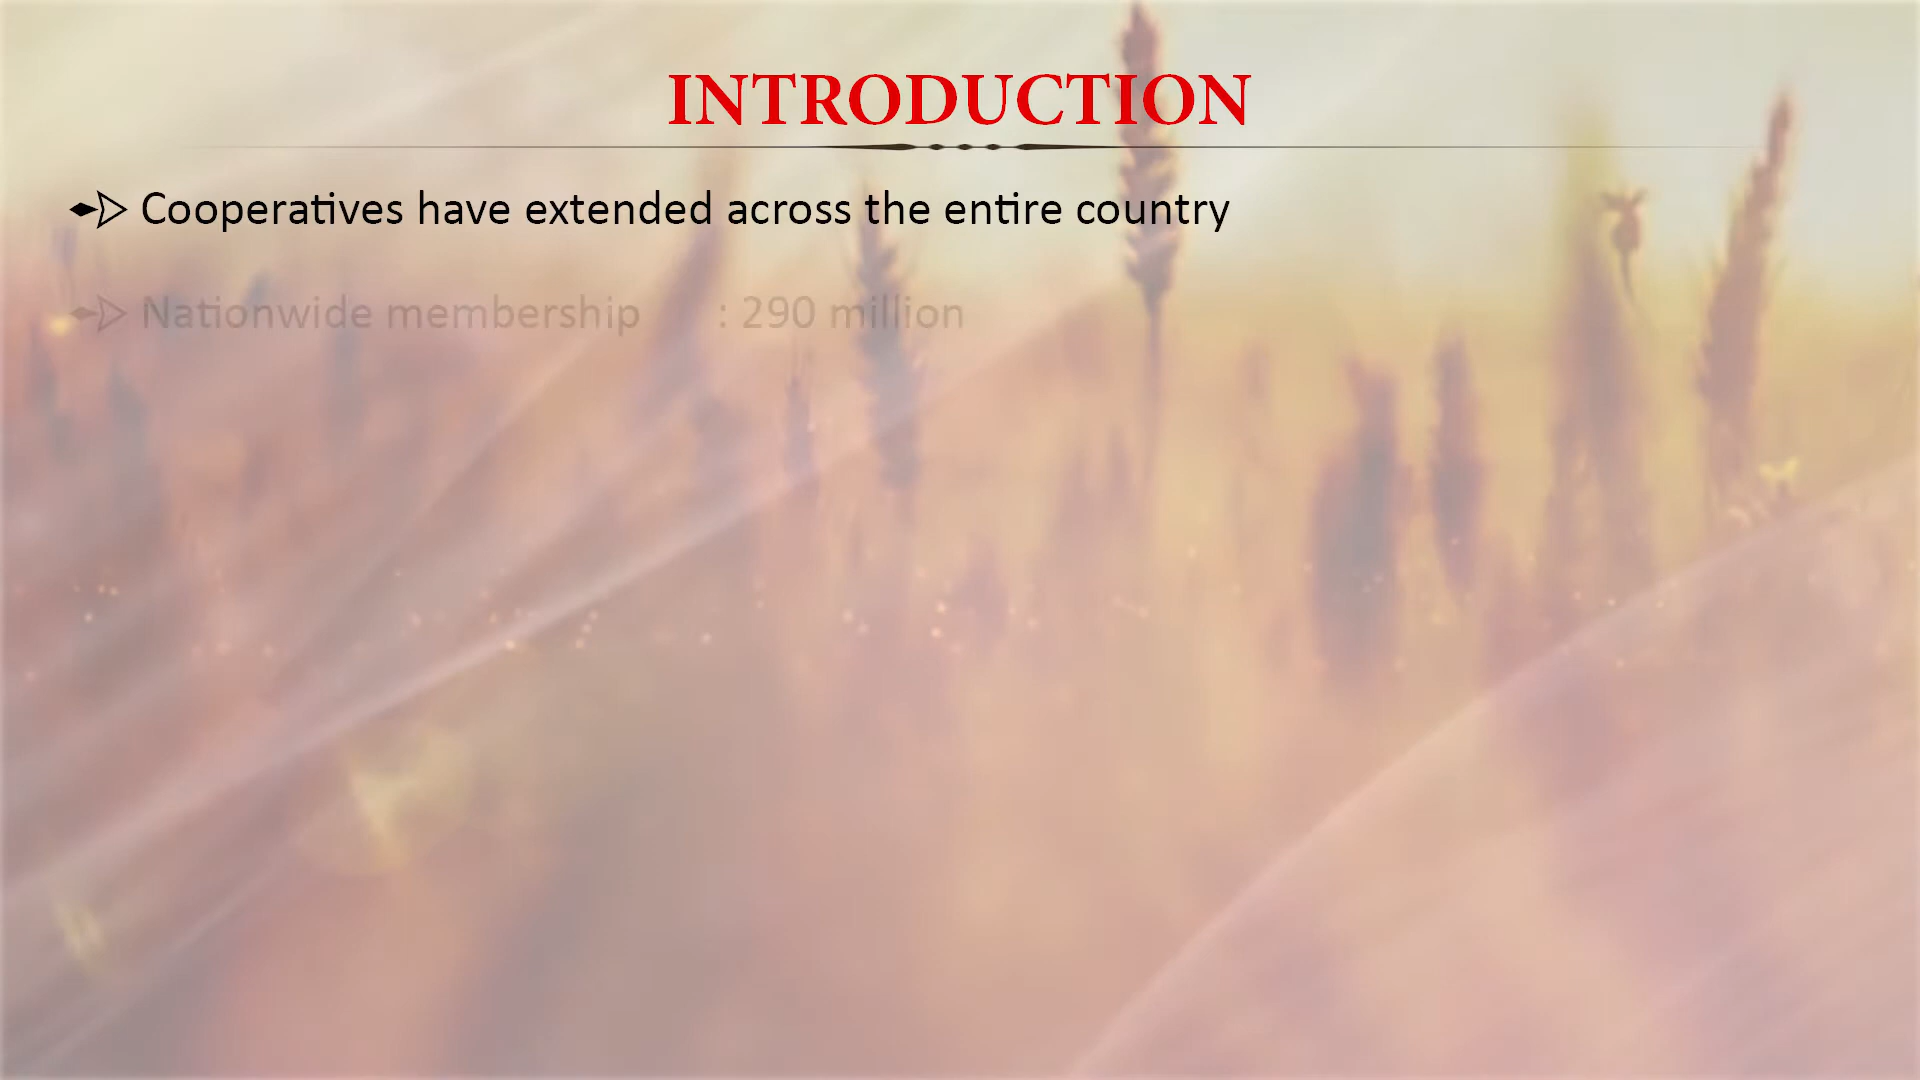 INTRODUCTION
Cooperatives have extended across the entire country
Nationwide membership : 290 million